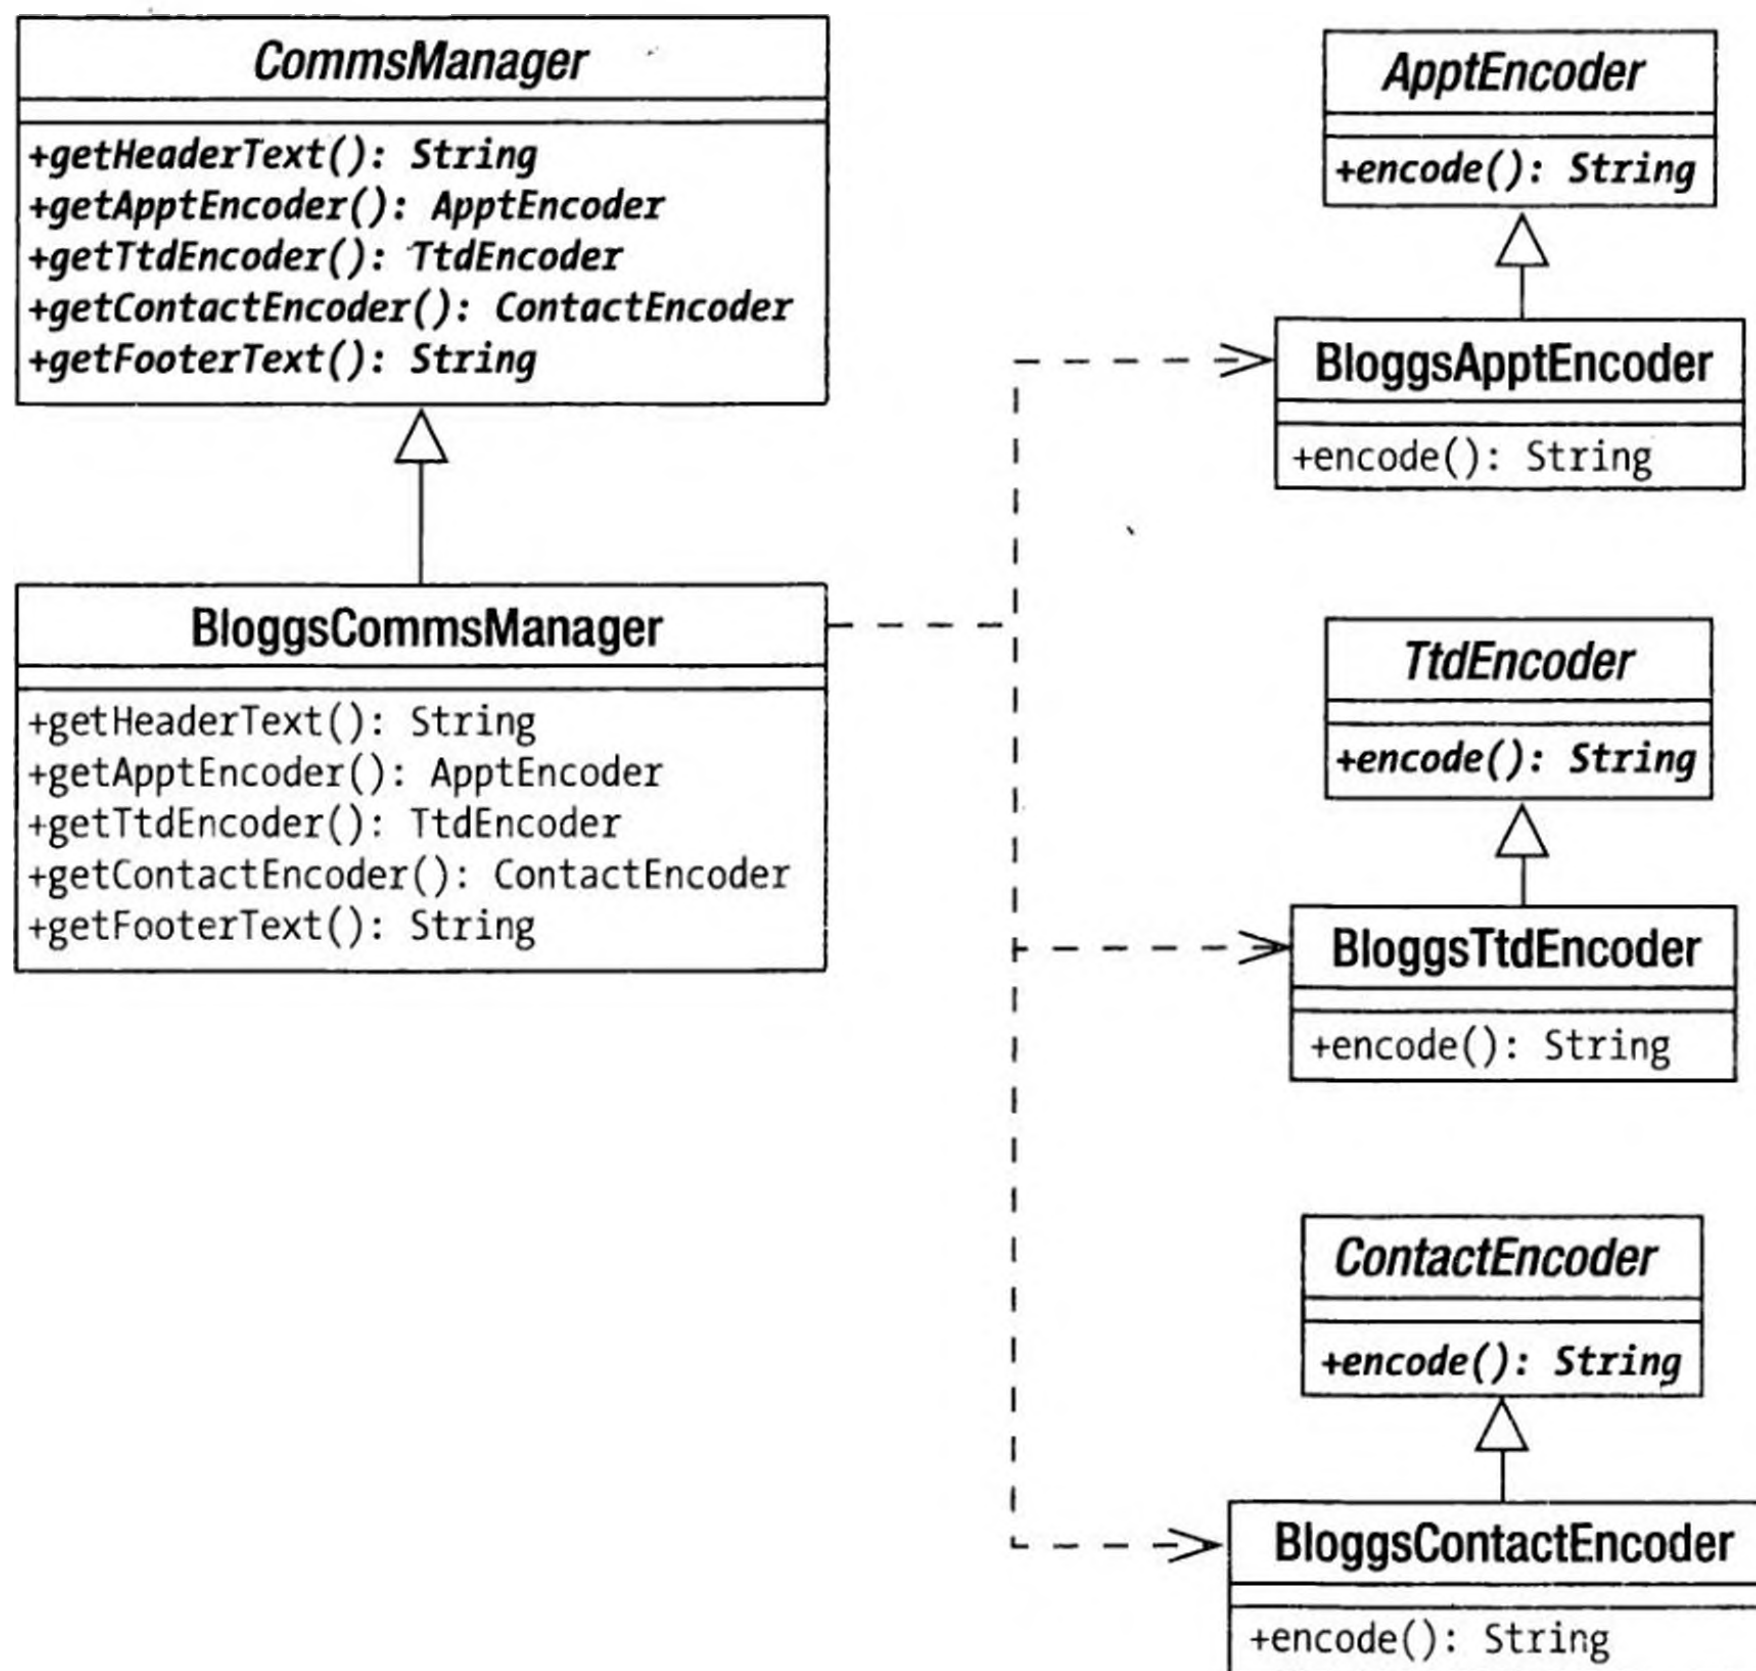 CommsManager
+getHeaderText(): String
+getApptEncoder(): ApptEncoder
+getTtdEncoder(): TtdEncoder
+getContactEncoder(): ContactEncoder
+getFooterText(): String
BloggsCommsManager
+getHeaderText(): String
+getApptEncoder(): ApptEncoder
+getTtdEncoder(): TtdEncoder
+getContactEncoder(): ContactEncoder
+getFooterText(): String
ApptEncoder
+encode(): String
BloggsApptEncoder
+encode(): String
TtdEncoder
+encode(): String
BloggsTtdEncoder
+encode(): String
ContactEncoder
+encode(): String
BloggsContactEncoder
+encode(): String